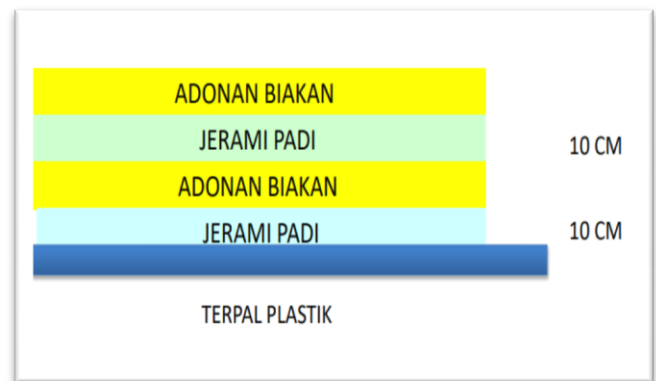 ADONAN BIAKAN
JERAMI PADI
10 CM
ADONAN BIAKAN
JERAMI PADI
10 CM
TERPAL PLASTIK